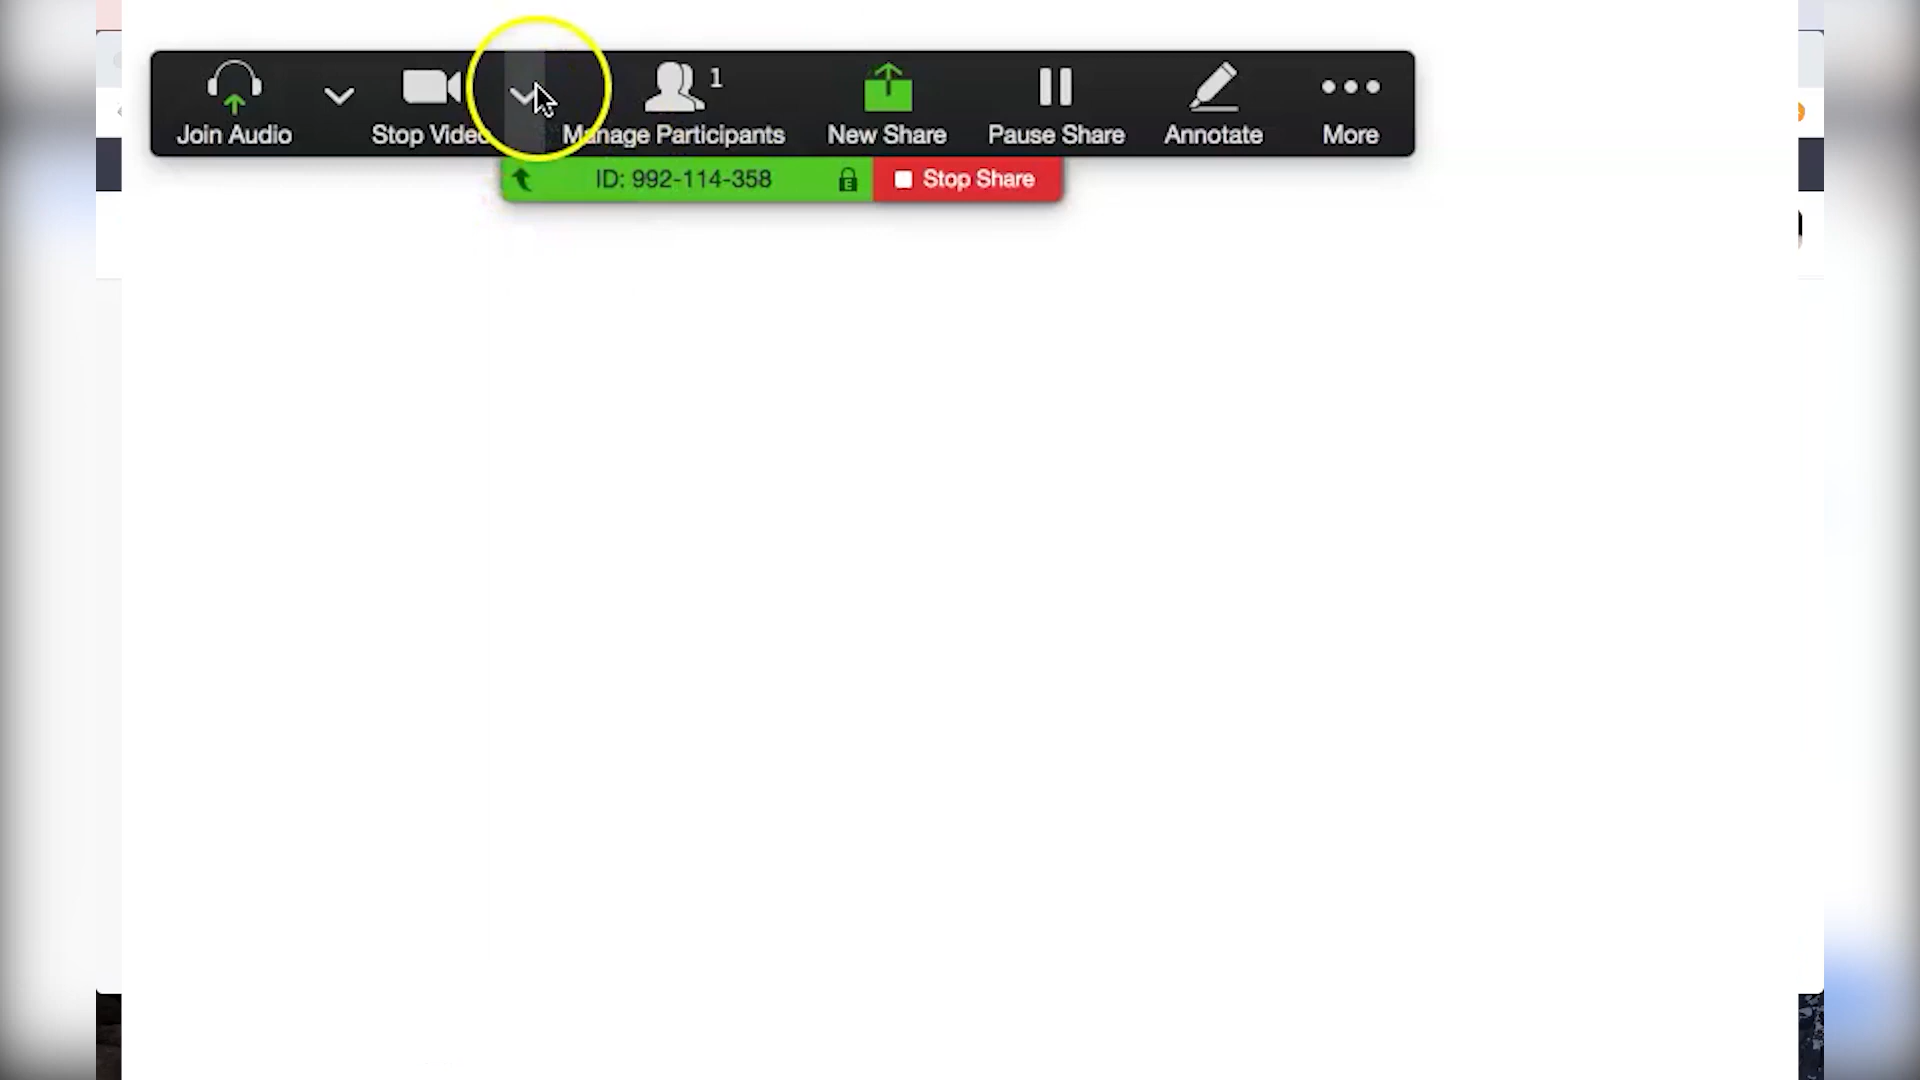 Join Audio
Stop Video
Manage Participants
1
New Share
Pause Share
Annotate
More
ID: 992-114-358
Stop Share